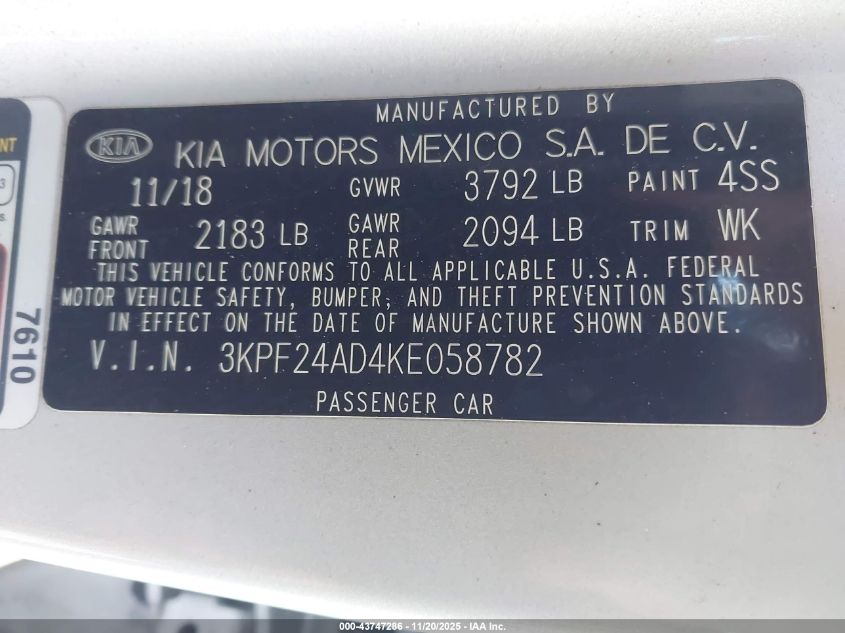 MANUFACTURED BY
KIA KIA MOTORS MEXICO S.A. DE C.V.
11/18 GVWR 3792 LB PAINT 4SS
GAWR FRONT 2183 LB GAWR REAR 2094 LB TRIM WK
THIS VEHICLE CONFORMS TO ALL APPLICABLE U.S.A. FEDERAL
MOTOR VEHICLE SAFETY, BUMPER, AND THEFT PREVENTION STANDARDS
IN EFFECT ON THE DATE OF MANUFACTURE SHOWN ABOVE.
V.I.N. 3KPF24AD4KE058782
PASSENGER CAR
NT
3
s.
7610
000-43747286 - 11/20/2025 - IAA Inc.